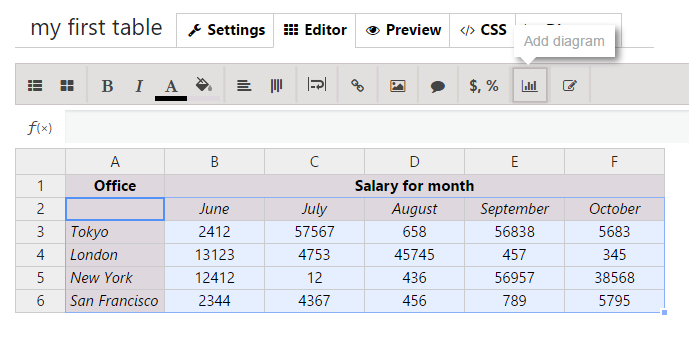 my first table Settings Editor Preview </> CSS
Add diagram
B I A $, %
f(x)
A B C D E F
1 Office Salary for month
2 June July August September October
3 Tokyo 2412 57567 658 56838 5683
4 London 13123 4753 45745 457 345
5 New York 12412 12 436 56957 38568
6 San Francisco 2344 4367 456 789 5795